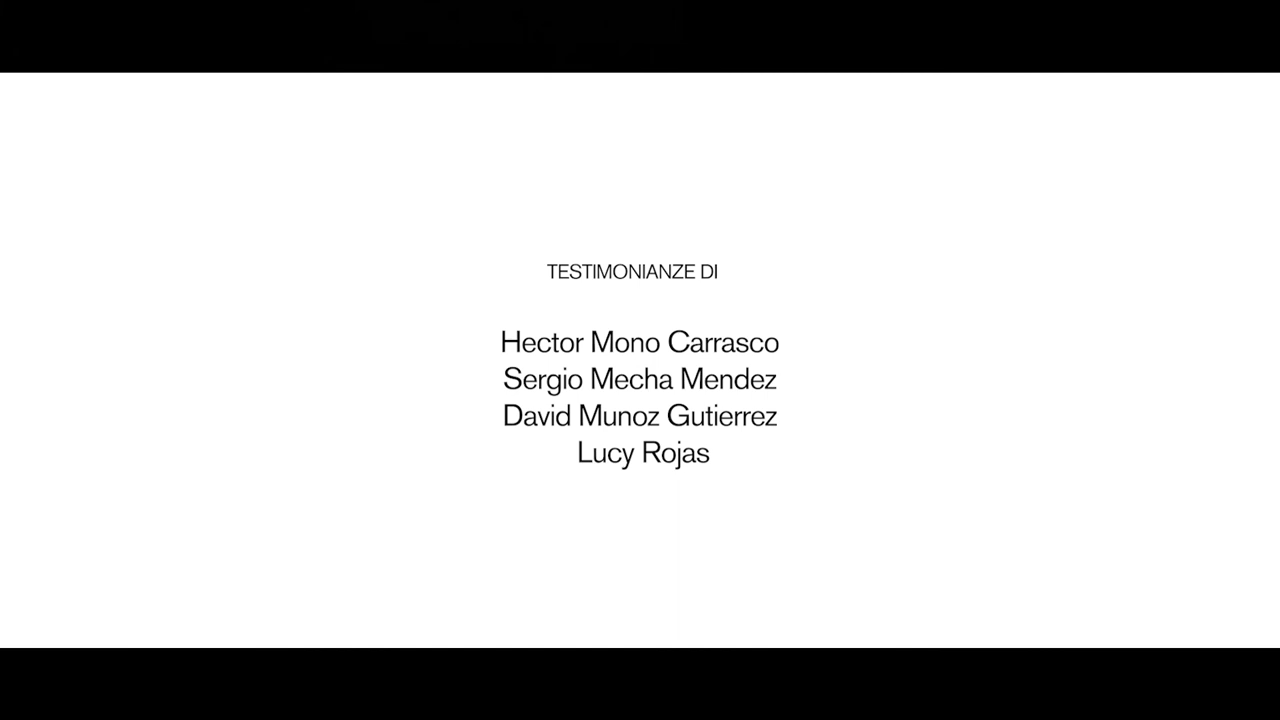 TESTIMONIANZE DI
Hector Mono Carrasco
Sergio Mecha Mendez
David Munoz Gutierrez
Lucy Rojas